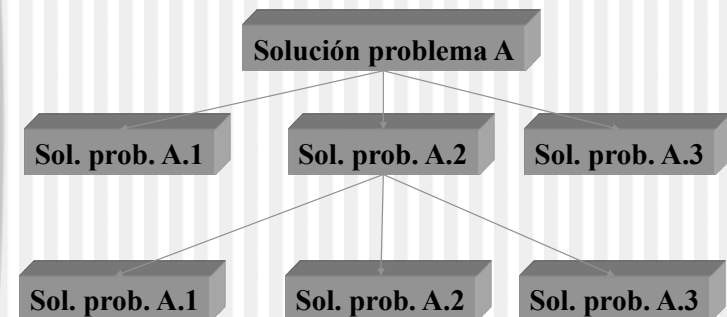 Solución problema A
Sol. prob. A.1
Sol. prob. A.2
Sol. prob. A.3
Sol. prob. A.1
Sol. prob. A.2
Sol. prob. A.3